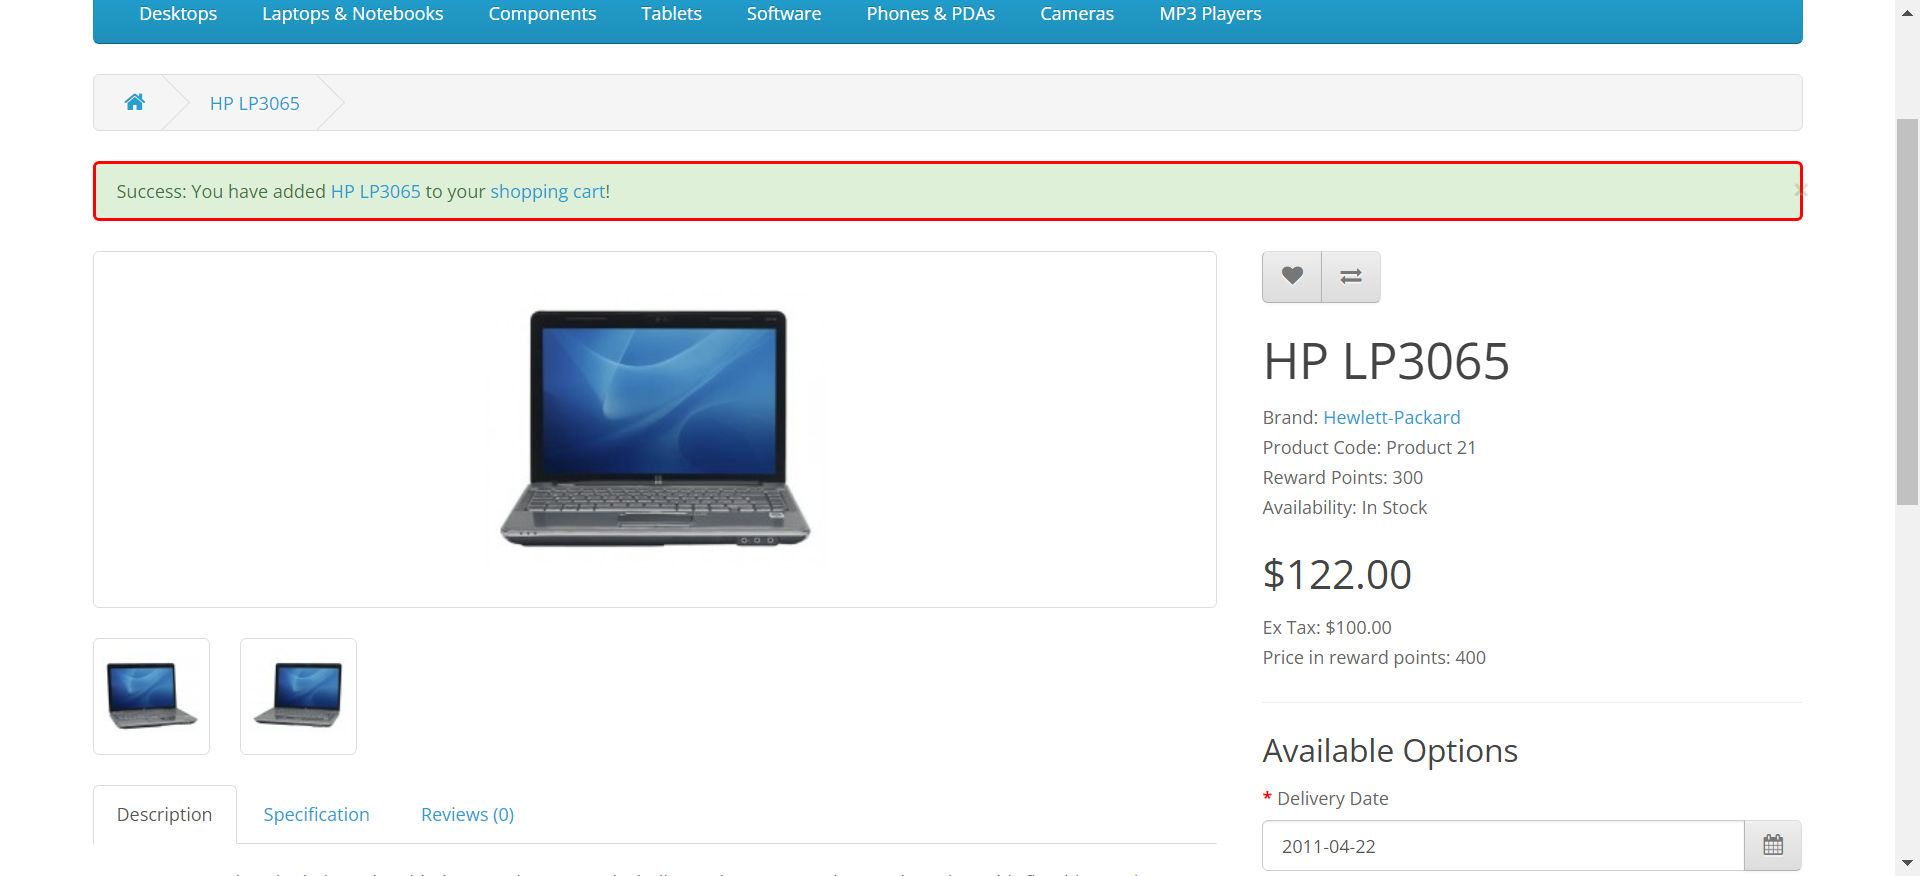 Desktops Laptops & Notebooks Components Tablets Software Phones & PDAs Cameras MP3 Players
HP LP3065
Success: You have added HP LP3065 to your shopping cart!
×
HP LP3065
Brand: Hewlett-Packard
Product Code: Product 21
Reward Points: 300
Availability: In Stock
$122.00
Ex Tax: $100.00
Price in reward points: 400
Available Options
* Delivery Date
2011-04-22
Description Specification Reviews (0)